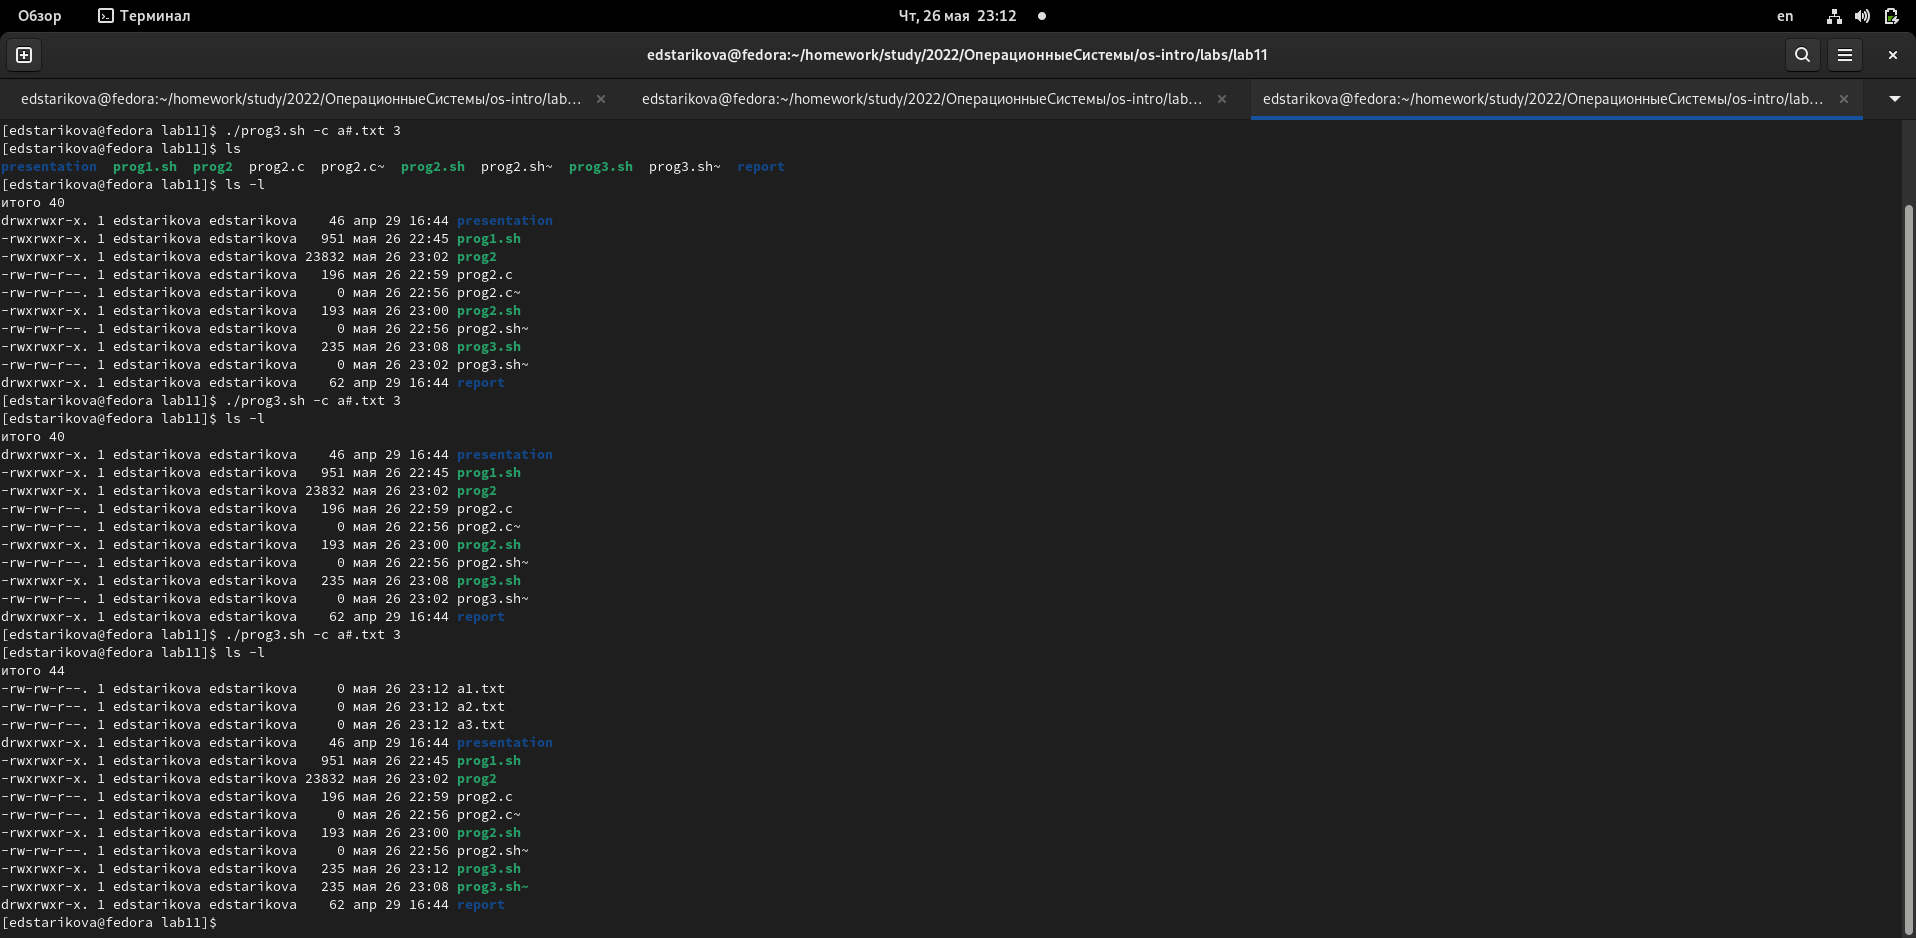 Обзор Терминал Чт, 26 мая 23:12 en
edstarikova@fedora:~/homework/study/2022/ОперационныеСистемы/os-intro/labs/lab11
edstarikova@fedora:~/homework/study/2022/ОперационныеСистемы/os-intro/lab… edstarikova@fedora:~/homework/study/2022/ОперационныеСистемы/os-intro/lab… edstarikova@fedora:~/homework/study/2022/ОперационныеСистемы/os-intro/lab…
[edstarikova@fedora lab11]$ ./prog3.sh -c a#.txt 3
[edstarikova@fedora lab11]$ ls
presentation  prog1.sh  prog2  prog2.c  prog2.c~  prog2.sh  prog2.sh~  prog3.sh  prog3.sh~  report
[edstarikova@fedora lab11]$ ls -l
итого 40
drwxrwxr-x. 1 edstarikova edstarikova    46 апр 29 16:44 presentation
-rwxrwxr-x. 1 edstarikova edstarikova   951 мая 26 22:45 prog1.sh
-rwxrwxr-x. 1 edstarikova edstarikova 23832 мая 26 23:02 prog2
-rw-rw-r--. 1 edstarikova edstarikova   196 мая 26 22:59 prog2.c
-rw-rw-r--. 1 edstarikova edstarikova     0 мая 26 22:56 prog2.c~
-rwxrwxr-x. 1 edstarikova edstarikova   193 мая 26 23:00 prog2.sh
-rw-rw-r--. 1 edstarikova edstarikova     0 мая 26 22:56 prog2.sh~
-rwxrwxr-x. 1 edstarikova edstarikova   235 мая 26 23:08 prog3.sh
-rw-rw-r--. 1 edstarikova edstarikova     0 мая 26 23:02 prog3.sh~
drwxrwxr-x. 1 edstarikova edstarikova    62 апр 29 16:44 report
[edstarikova@fedora lab11]$ ./prog3.sh -c a#.txt 3
[edstarikova@fedora lab11]$ ls -l
итого 40
drwxrwxr-x. 1 edstarikova edstarikova    46 апр 29 16:44 presentation
-rwxrwxr-x. 1 edstarikova edstarikova   951 мая 26 22:45 prog1.sh
-rwxrwxr-x. 1 edstarikova edstarikova 23832 мая 26 23:02 prog2
-rw-rw-r--. 1 edstarikova edstarikova   196 мая 26 22:59 prog2.c
-rw-rw-r--. 1 edstarikova edstarikova     0 мая 26 22:56 prog2.c~
-rwxrwxr-x. 1 edstarikova edstarikova   193 мая 26 23:00 prog2.sh
-rw-rw-r--. 1 edstarikova edstarikova     0 мая 26 22:56 prog2.sh~
-rwxrwxr-x. 1 edstarikova edstarikova   235 мая 26 23:08 prog3.sh
-rw-rw-r--. 1 edstarikova edstarikova     0 мая 26 23:02 prog3.sh~
drwxrwxr-x. 1 edstarikova edstarikova    62 апр 29 16:44 report
[edstarikova@fedora lab11]$ ./prog3.sh -c a#.txt 3
[edstarikova@fedora lab11]$ ls -l
итого 44
-rw-rw-r--. 1 edstarikova edstarikova     0 мая 26 23:12 a1.txt
-rw-rw-r--. 1 edstarikova edstarikova     0 мая 26 23:12 a2.txt
-rw-rw-r--. 1 edstarikova edstarikova     0 мая 26 23:12 a3.txt
drwxrwxr-x. 1 edstarikova edstarikova    46 апр 29 16:44 presentation
-rwxrwxr-x. 1 edstarikova edstarikova   951 мая 26 22:45 prog1.sh
-rwxrwxr-x. 1 edstarikova edstarikova 23832 мая 26 23:02 prog2
-rw-rw-r--. 1 edstarikova edstarikova   196 мая 26 22:59 prog2.c
-rw-rw-r--. 1 edstarikova edstarikova     0 мая 26 22:56 prog2.c~
-rwxrwxr-x. 1 edstarikova edstarikova   193 мая 26 23:00 prog2.sh
-rw-rw-r--. 1 edstarikova edstarikova     0 мая 26 22:56 prog2.sh~
-rwxrwxr-x. 1 edstarikova edstarikova   235 мая 26 23:12 prog3.sh
-rwxrwxr-x. 1 edstarikova edstarikova   235 мая 26 23:08 prog3.sh~
drwxrwxr-x. 1 edstarikova edstarikova    62 апр 29 16:44 report
[edstarikova@fedora lab11]$